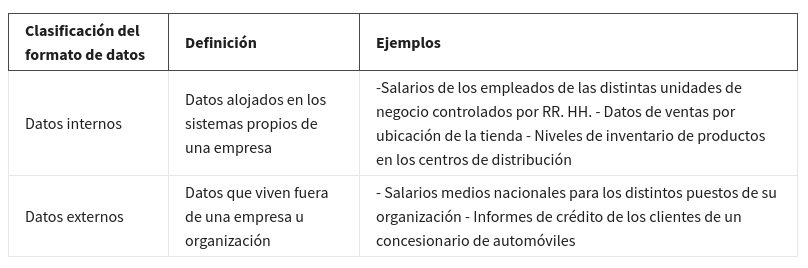 Clasificación del
formato de datos
Definición
Ejemplos
Datos internos
Datos alojados en los
sistemas propios de
una empresa
-Salarios de los empleados de las distintas unidades de
negocio controlados por RR. HH. - Datos de ventas por
ubicación de la tienda - Niveles de inventario de productos
en los centros de distribución
Datos externos
Datos que viven fuera
de una empresa u
organización
- Salarios medios nacionales para los distintos puestos de su
organización - Informes de crédito de los clientes de un
concesionario de automóviles